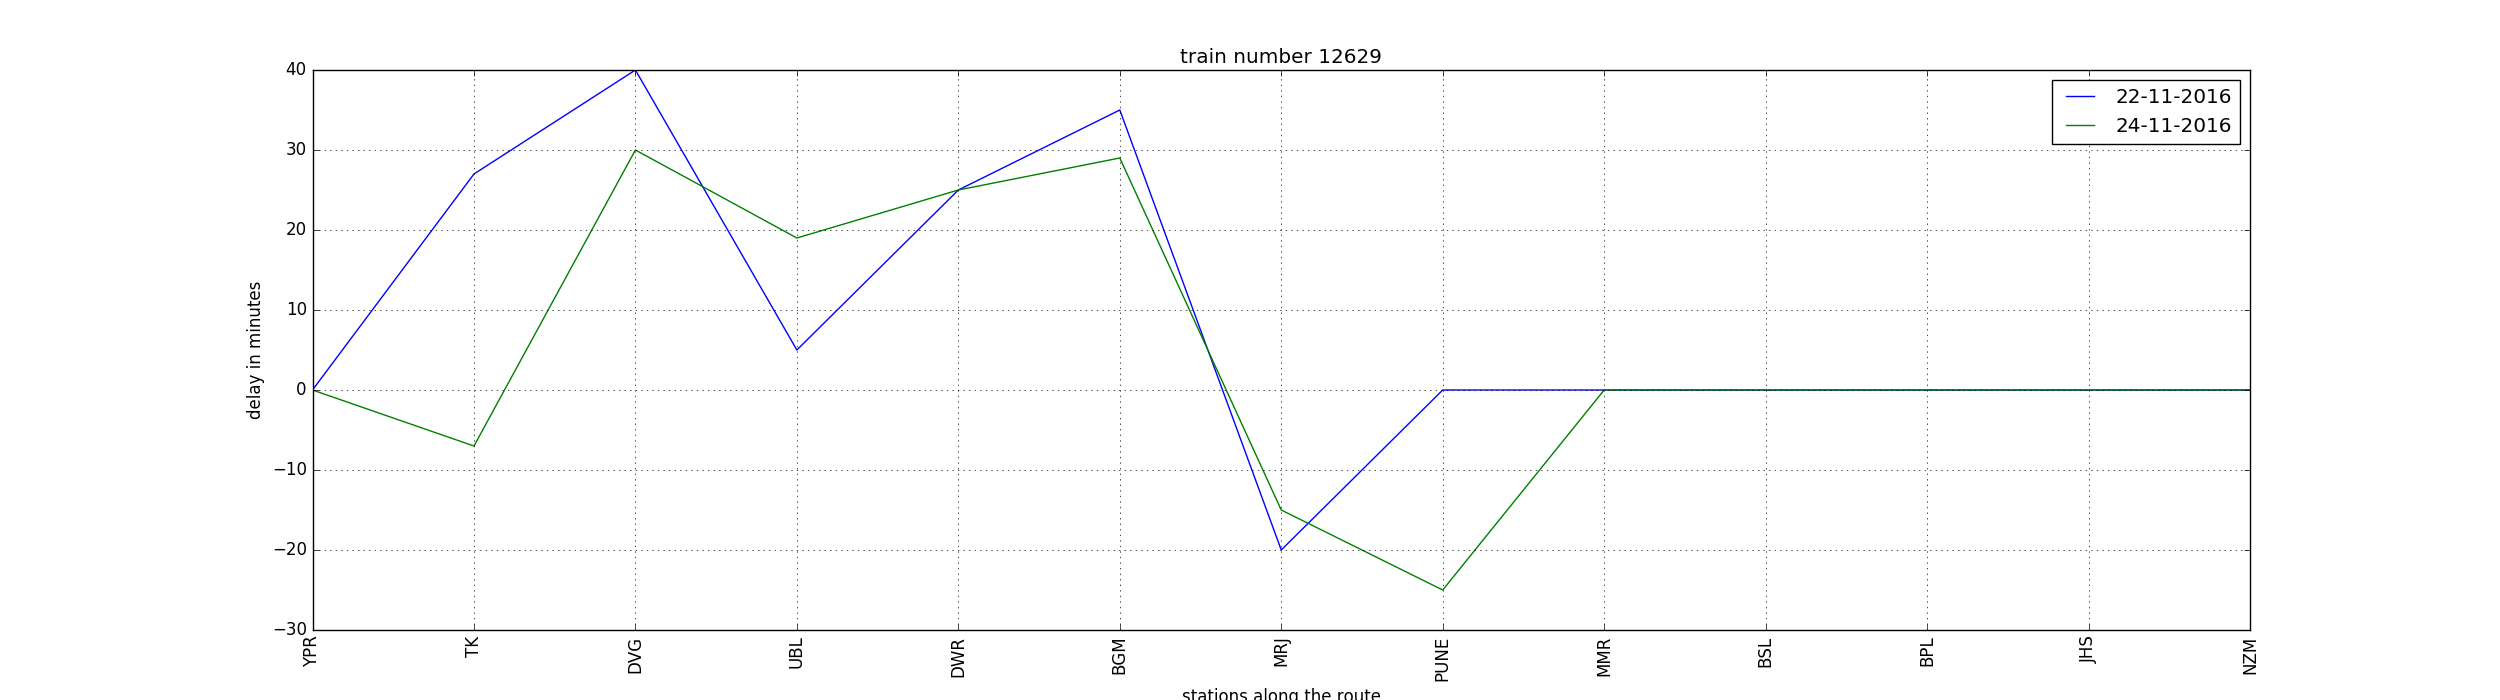 train number 12629
40
30
20
10
0
−10
−20
−30
delay in minutes
22-11-2016
24-11-2016
YPR
TK
DVG
UBL
DWR
BGM
MRJ
PUNE
MMR
BSL
BPL
JHS
NZM
stations along the route